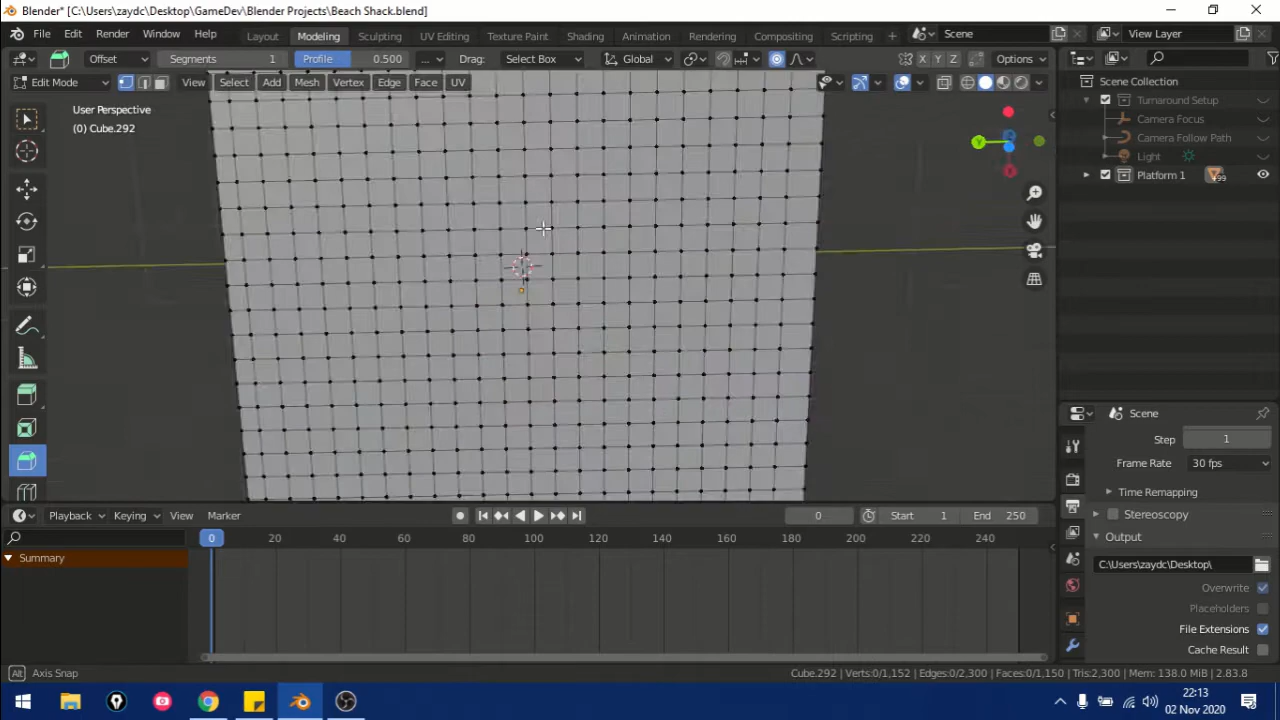 Blender* [C:\Users\zaydc\Desktop\GameDev\Blender Projects\Beach Shack.blend]
File Edit Render Window Help Layout Modeling Sculpting UV Editing Texture Paint Shading Animation Rendering Compositing Scripting + Scene View Layer
Offset Segments 1 Profile 0.500 ... Drag: Select Box Global X Y Z Options
Edit Mode View Select Add Mesh Vertex Edge Face UV
User Perspective
(0) Cube.292
Y
Scene Collection
Turnaround Setup
Camera Focus
Camera Follow Path
Light
Platform 1
Scene
Step 1
Frame Rate 30 fps
Time Remapping
Stereoscopy
Output
C:\Users\zaydc\Desktop\
Overwrite
Placeholders
File Extensions
Cache Result
Playback Keying View Marker 0 Start 1 End 250
0 20 40 60 80 100 120 140 160 180 200 220 240
Summary
Alt Axis Snap Cube.292 | Verts:0/1,152 | Edges:0/2,300 | Faces:0/1,150 | Tris:2,300 | Mem: 138.0 MiB | 2.83.8
22:13
02 Nov 2020